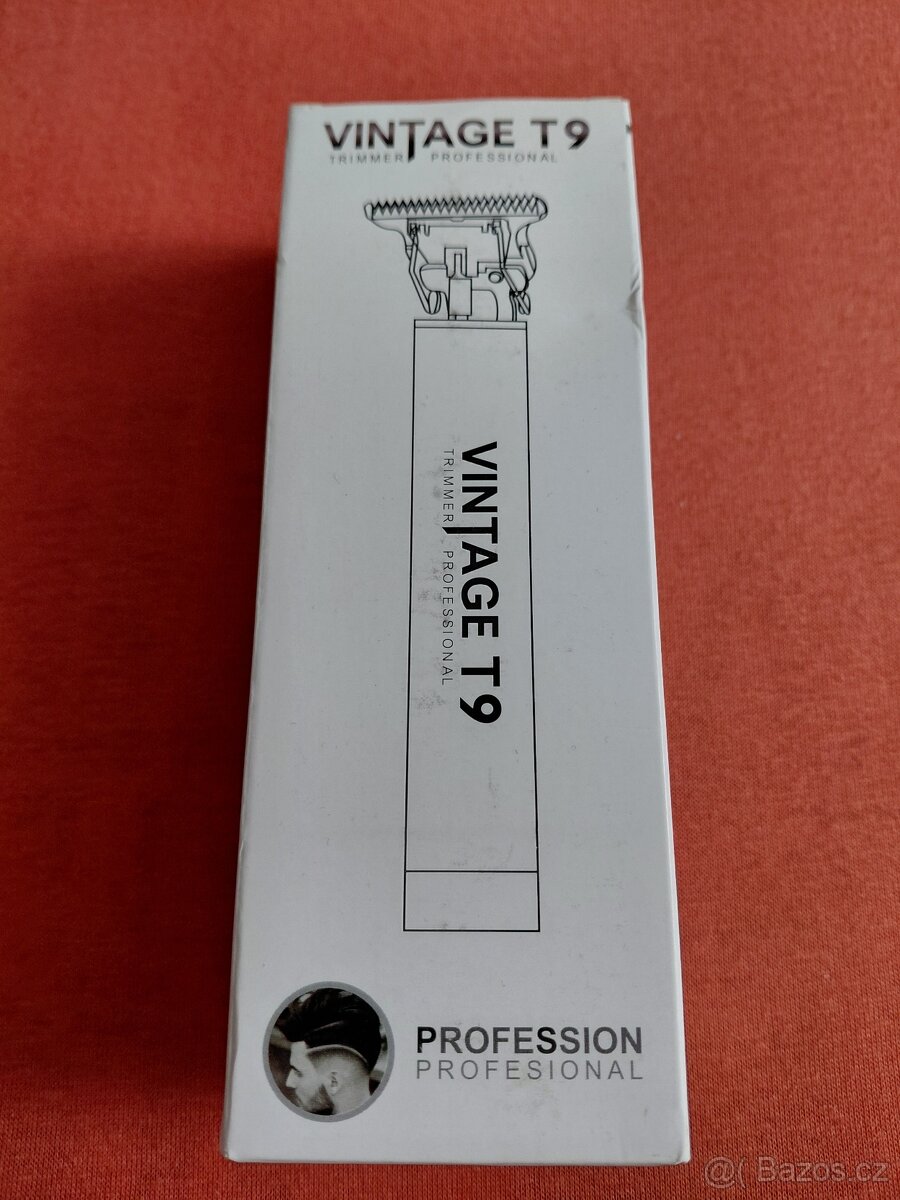 VINTAGE T9
TRIMMER PROFESSIONAL
VINTAGE T9
TRIMMER PROFESSIONAL
PROFESSION
PROFESIONAL
@( Bazos.cz